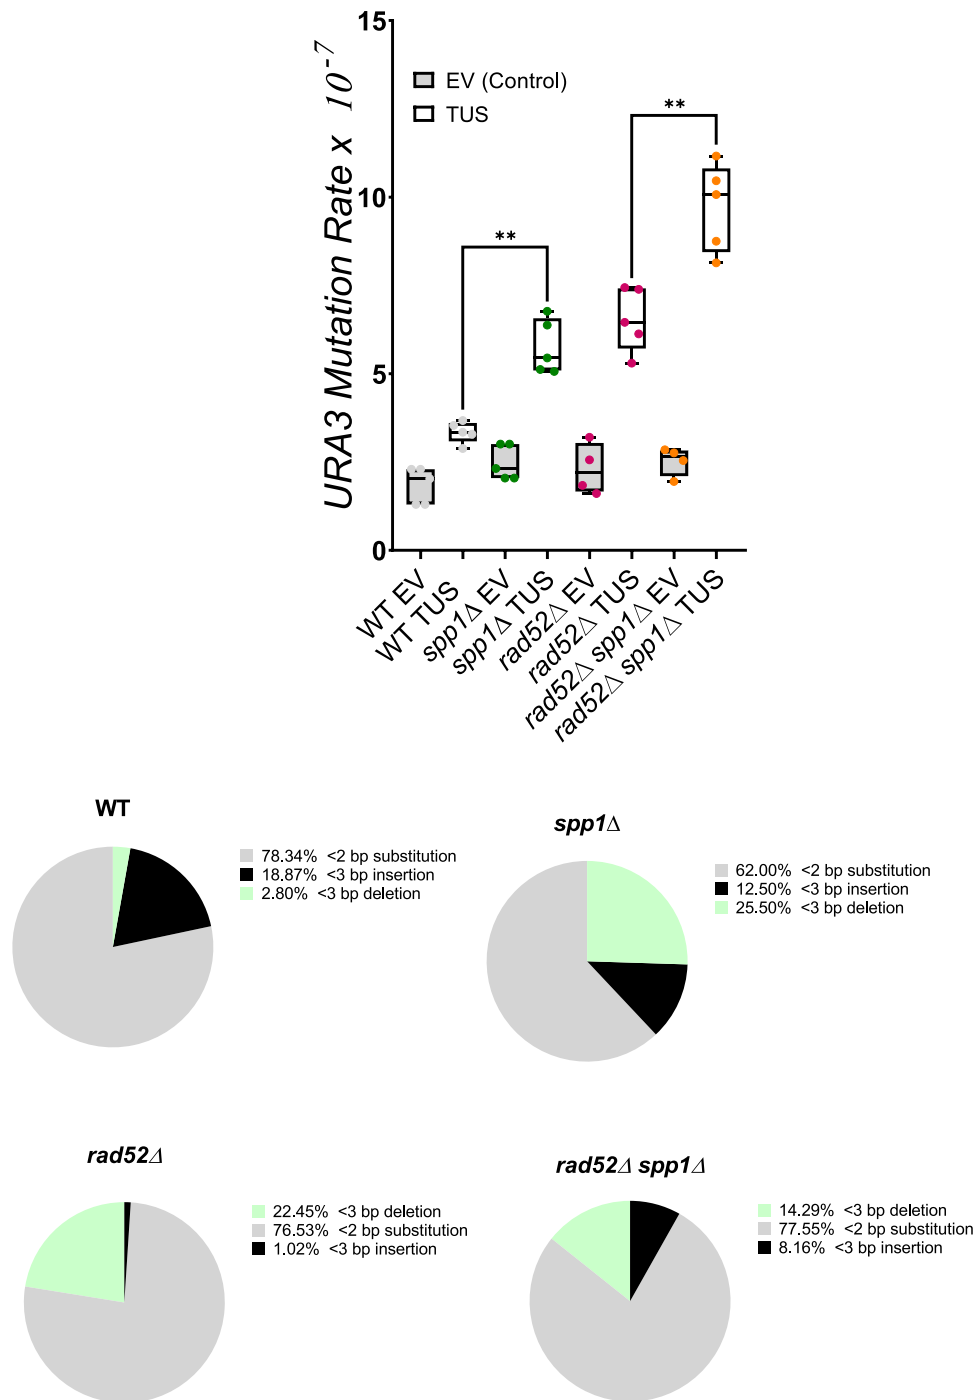 15
10
5
0
URA3 Mutation Rate x 10⁻⁷
EV (Control)
TUS
**
**
WT EV
WT TUS
spp1Δ EV
spp1Δ TUS
rad52Δ EV
rad52Δ TUS
rad52Δ spp1Δ EV
rad52Δ spp1Δ TUS
WT
78.34% <2 bp substitution
18.87% <3 bp insertion
2.80% <3 bp deletion
spp1Δ
62.00% <2 bp substitution
12.50% <3 bp insertion
25.50% <3 bp deletion
rad52Δ
22.45% <3 bp deletion
76.53% <2 bp substitution
1.02% <3 bp insertion
rad52Δ spp1Δ
14.29% <3 bp deletion
77.55% <2 bp substitution
8.16% <3 bp insertion